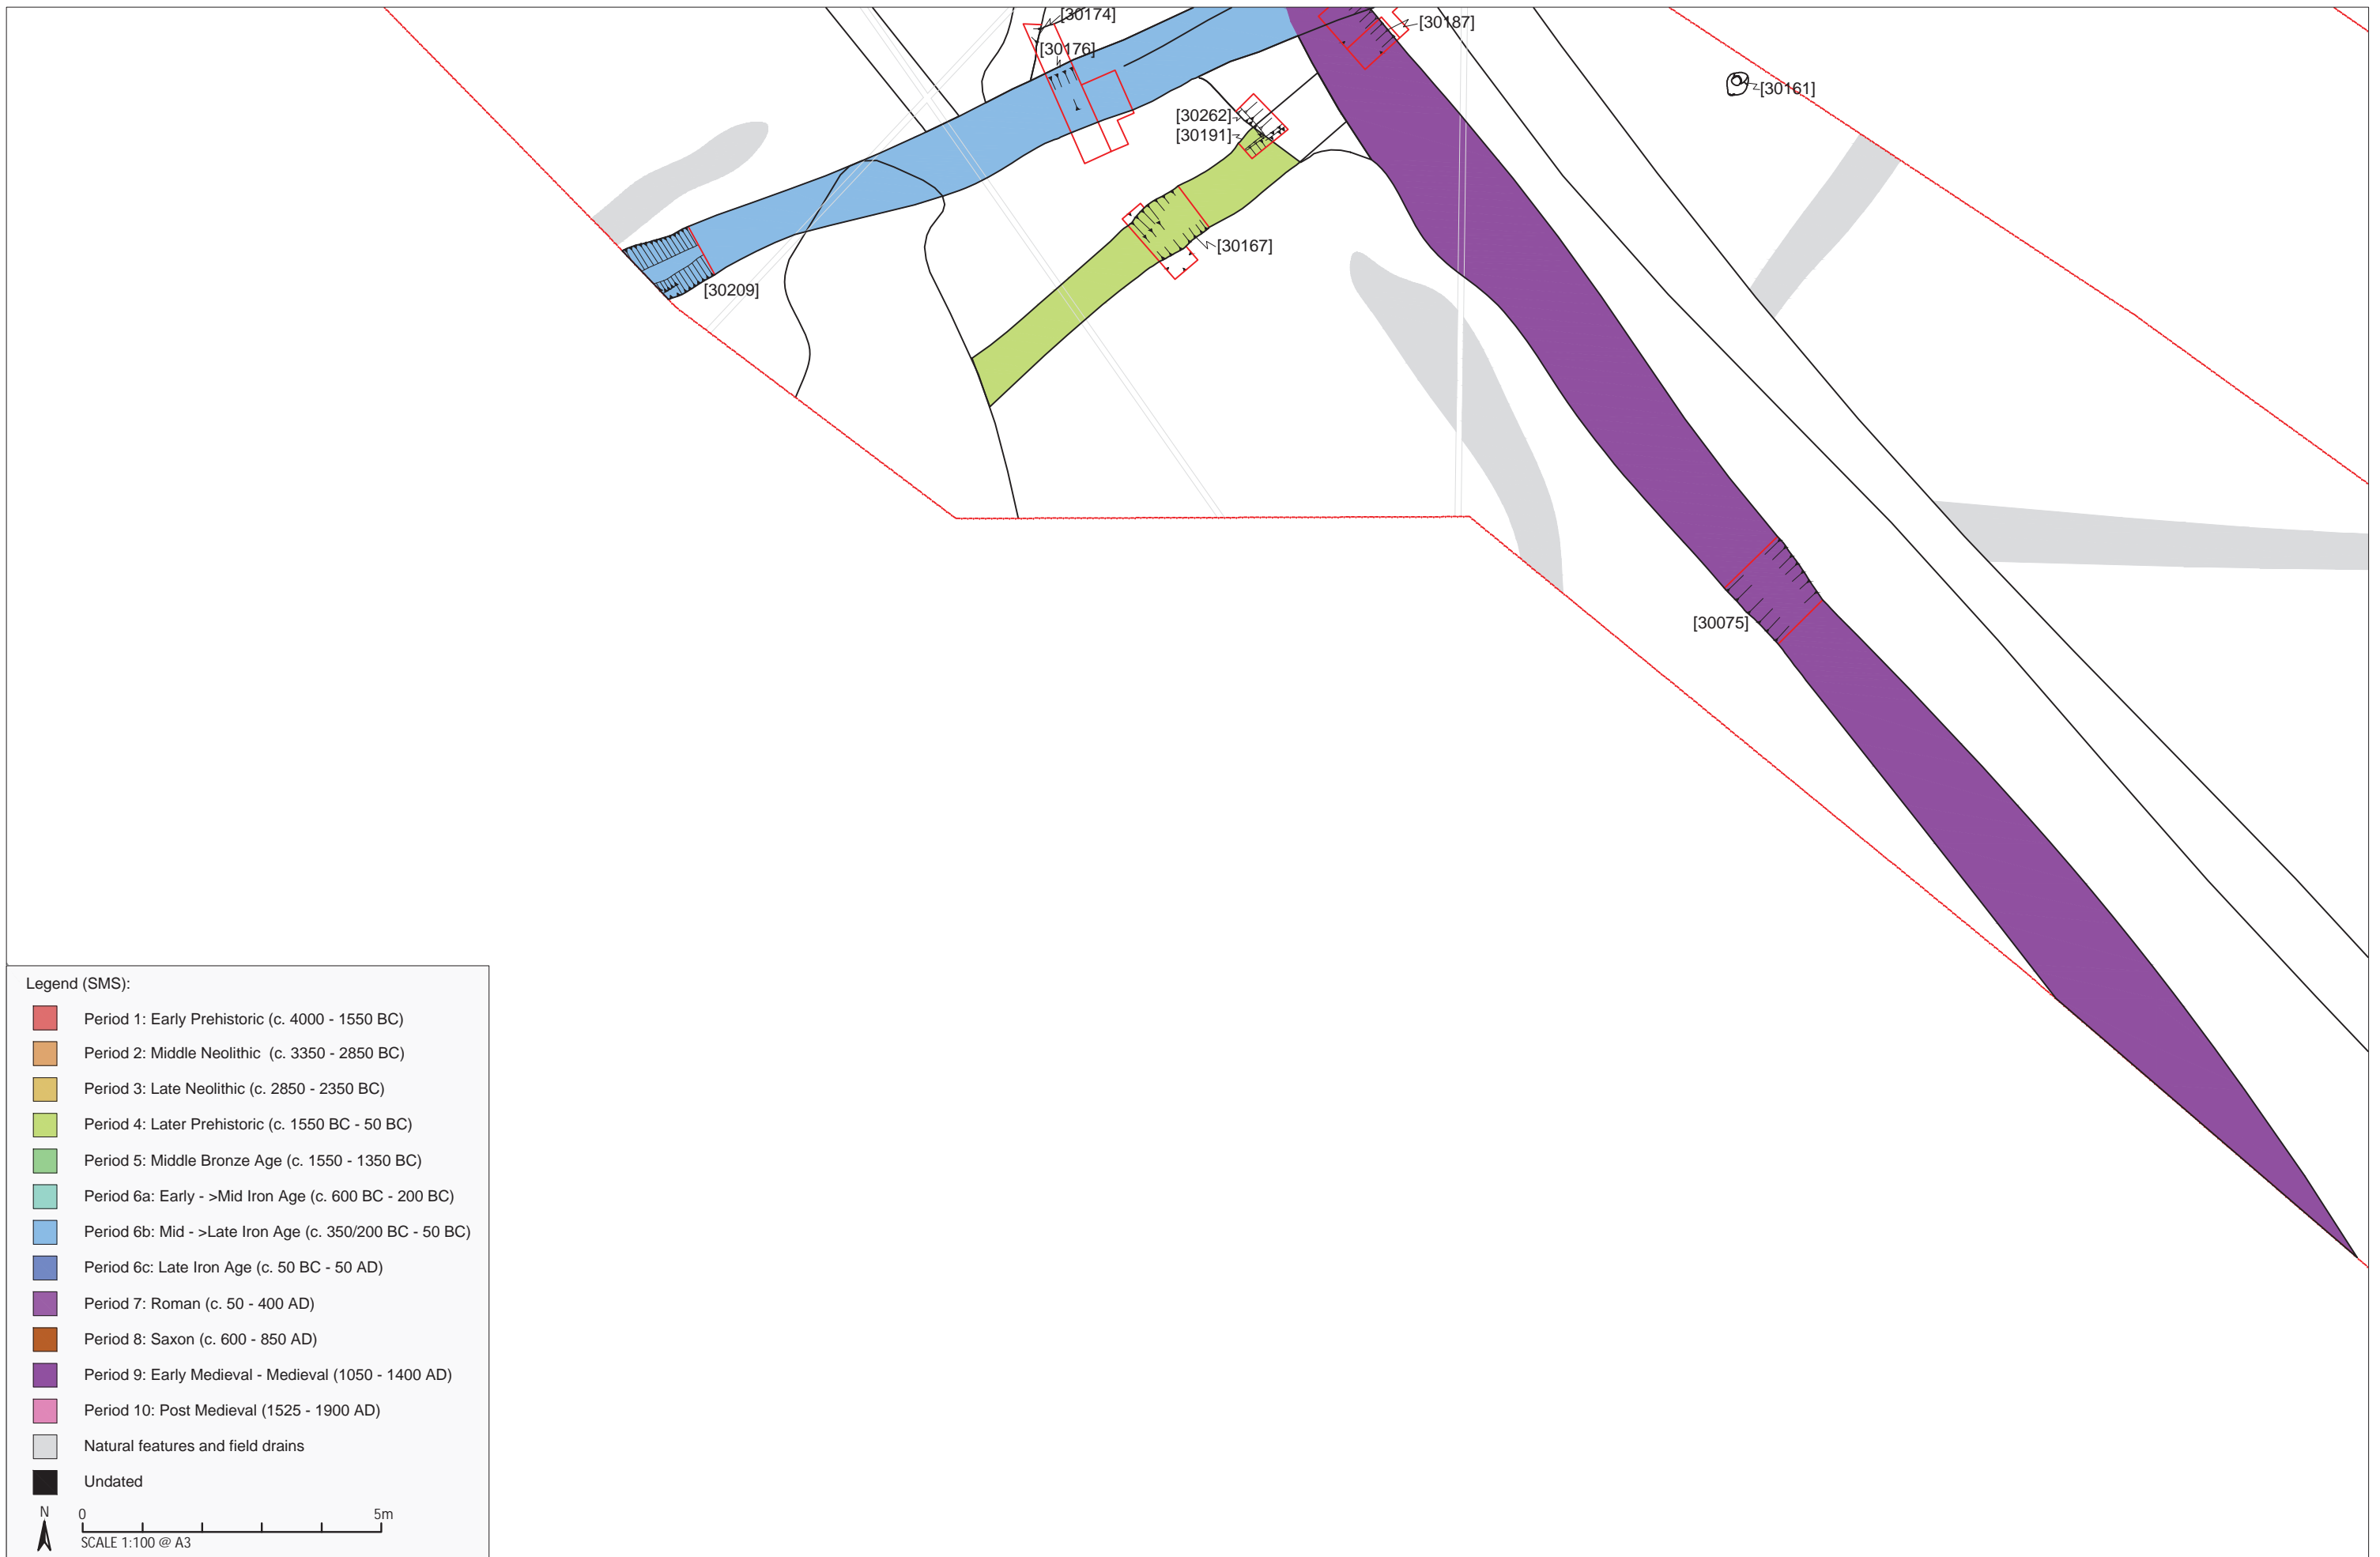 [30174]
[30187]
[30176]
[30161]
[30262]
[30191]
[30167]
[30209]
[30075]
Legend (SMS):
Period 1: Early Prehistoric (c. 4000 - 1550 BC)
Period 2: Middle Neolithic (c. 3350 - 2850 BC)
Period 3: Late Neolithic (c. 2850 - 2350 BC)
Period 4: Later Prehistoric (c. 1550 BC - 50 BC)
Period 5: Middle Bronze Age (c. 1550 - 1350 BC)
Period 6a: Early - >Mid Iron Age (c. 600 BC - 200 BC)
Period 6b: Mid - >Late Iron Age (c. 350/200 BC - 50 BC)
Period 6c: Late Iron Age (c. 50 BC - 50 AD)
Period 7: Roman (c. 50 - 400 AD)
Period 8: Saxon (c. 600 - 850 AD)
Period 9: Early Medieval - Medieval (1050 - 1400 AD)
Period 10: Post Medieval (1525 - 1900 AD)
Natural features and field drains
Undated
N 0 5m
SCALE 1:100 @ A3